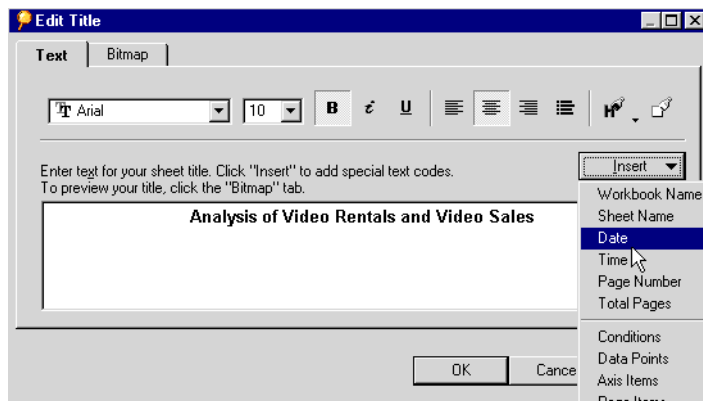 Edit Title
Text
Bitmap
Arial
10
B i U
Enter text for your sheet title. Click "Insert" to add special text codes.
To preview your title, click the "Bitmap" tab.
Insert
Analysis of Video Rentals and Video Sales
Workbook Name
Sheet Name
Date
Time
Page Number
Total Pages
Conditions
Data Points
Axis Items
Page Items
OK
Cance